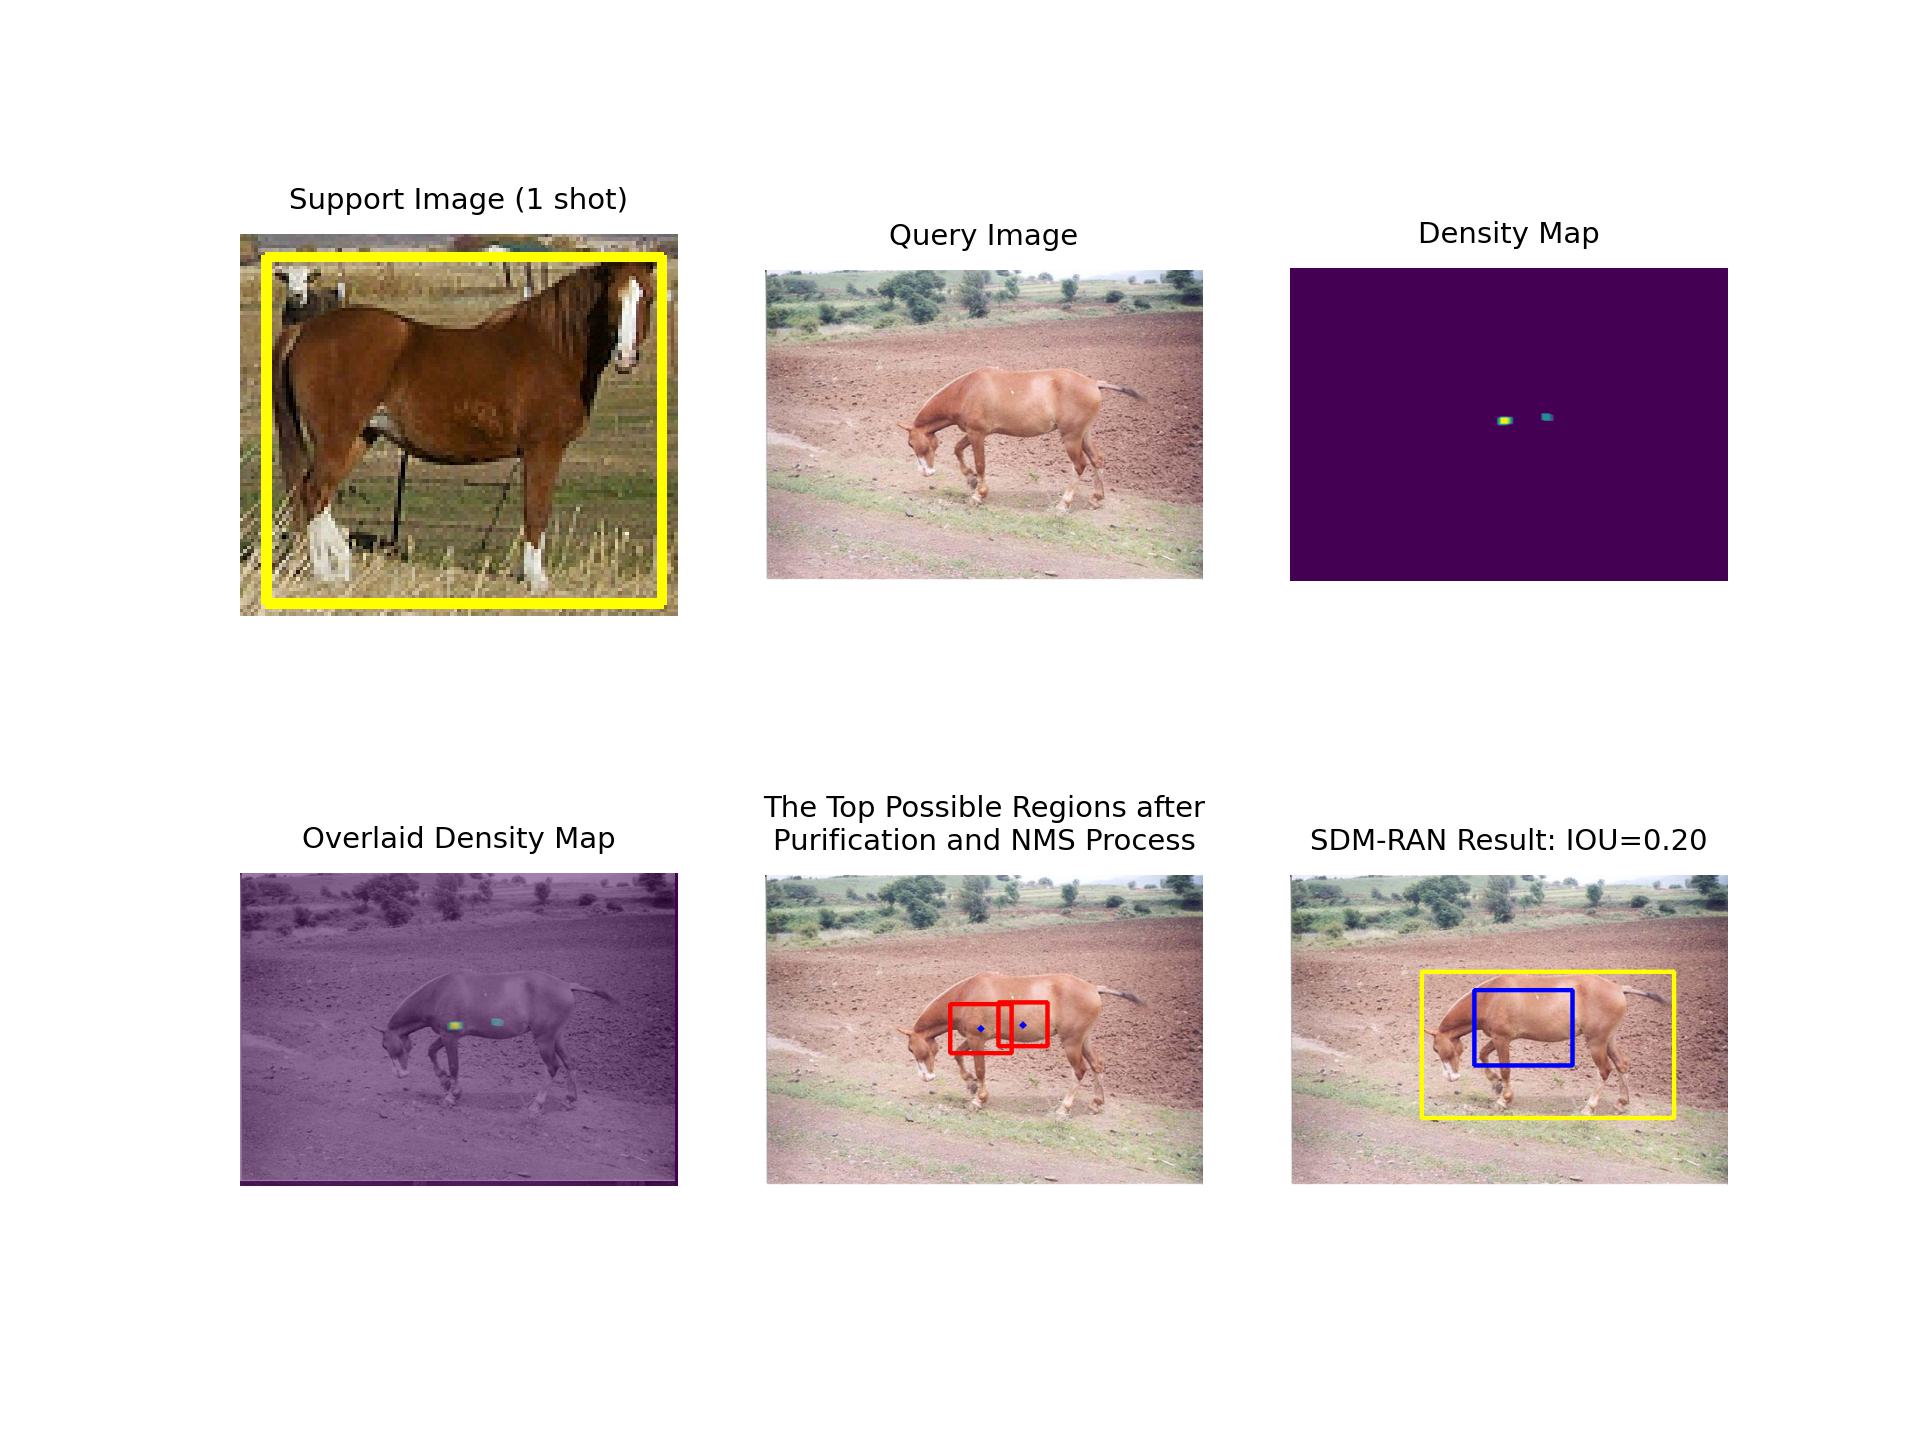 Support Image (1 shot)
Query Image
Density Map
Overlaid Density Map
The Top Possible Regions after
Purification and NMS Process
SDM-RAN Result: IOU=0.20